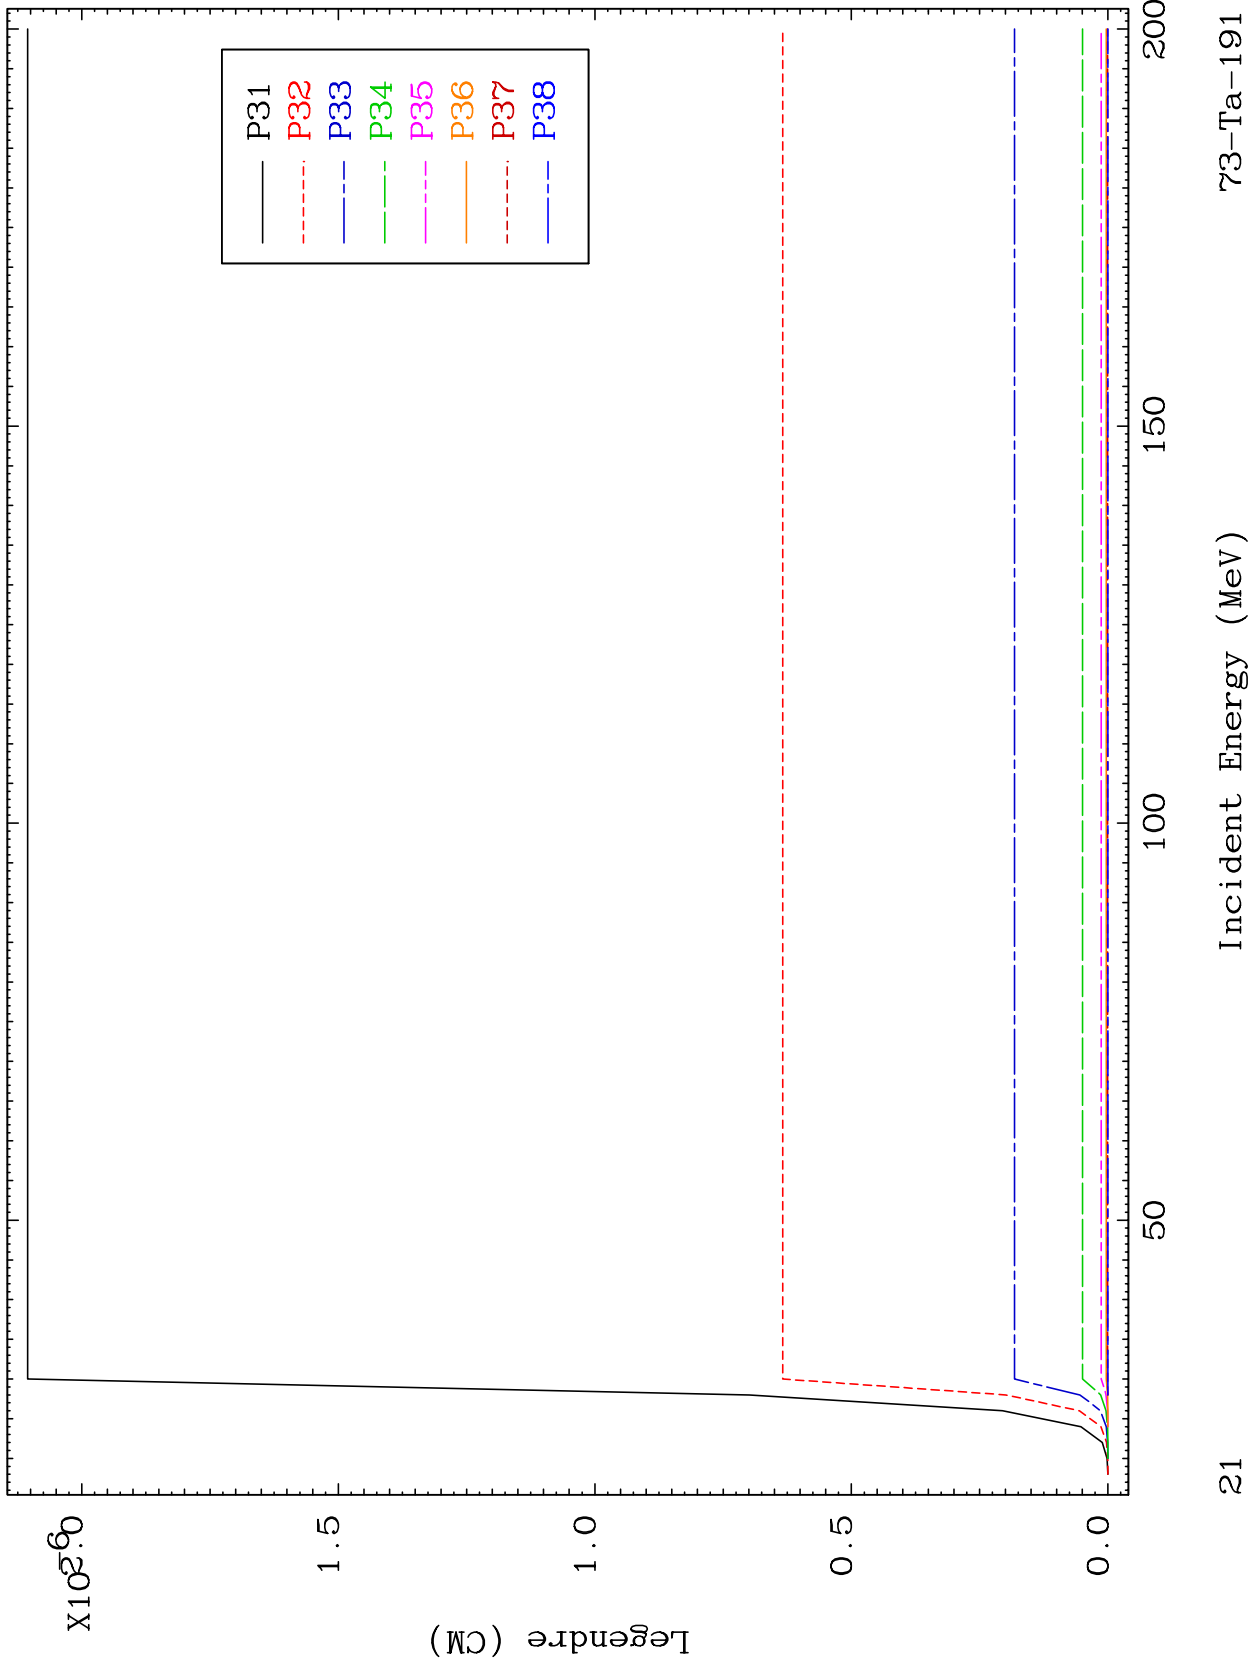 X10-6
2.0
1.5
1.0
0.5
0.0
Legendre (CM)
P31
P32
P33
P34
P35
P36
P37
P38
50
100
150
200
21
Incident Energy (MeV)
73-Ta-191